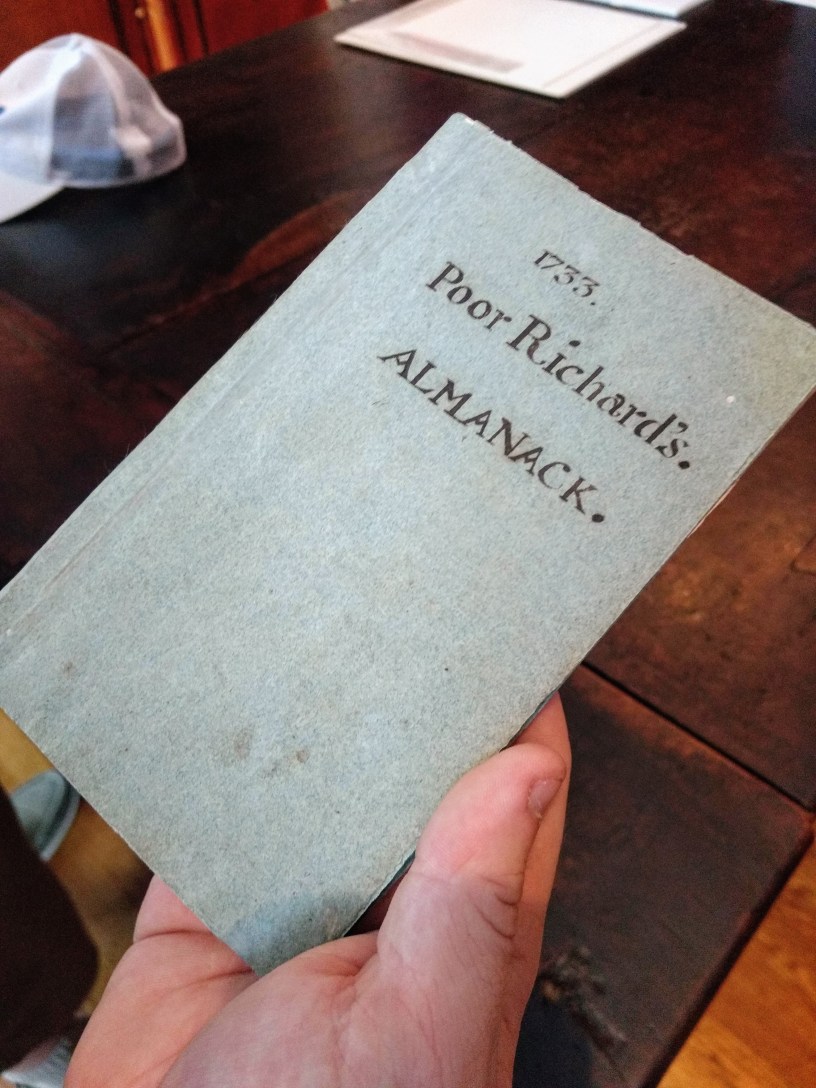 1733.
Poor Richard's.
ALMANACK.